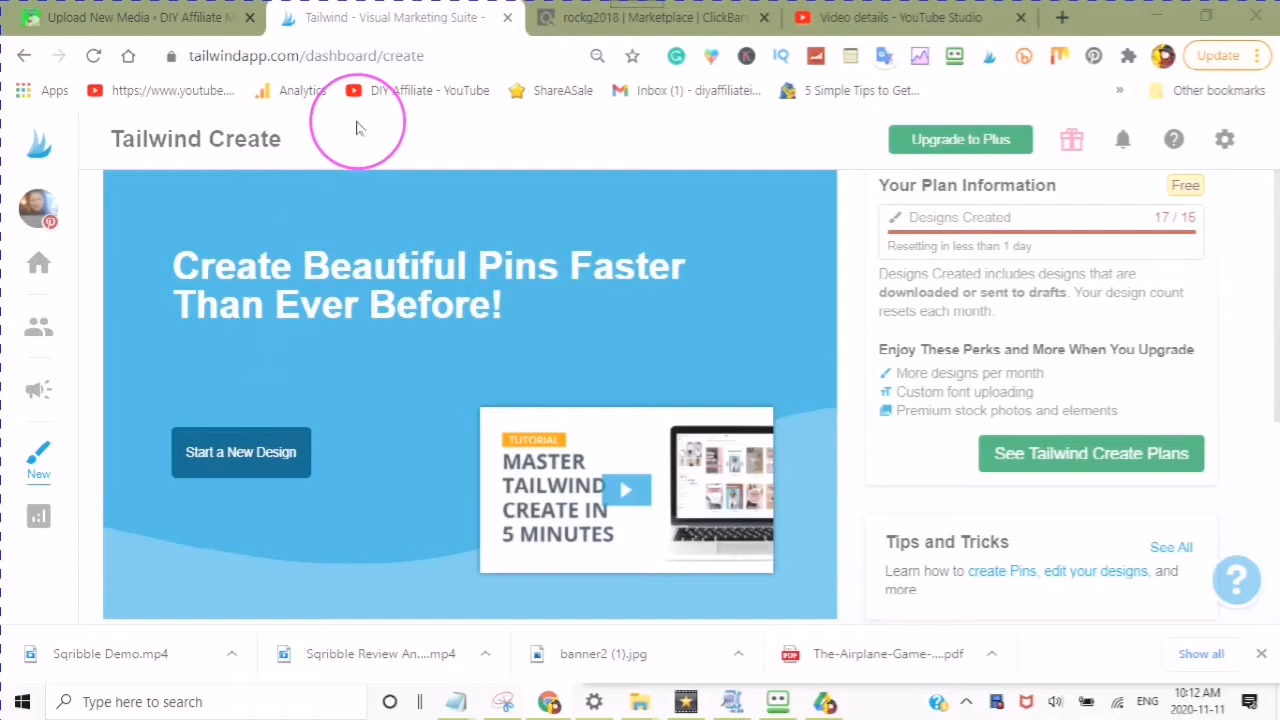 Upload New Media ‹ DIY Affiliate M
Tailwind - Visual Marketing Suite -
rockg2018 | Marketplace | ClickBan
Video details - YouTube Studio
tailwindapp.com/dashboard/create
Update
Apps
https://www.youtube....
Analytics
DIY Affiliate - YouTube
ShareASale
Inbox (1) - diyaffiliatei...
5 Simple Tips to Get...
»
Other bookmarks
Tailwind Create
Upgrade to Plus
Create Beautiful Pins Faster
Than Ever Before!
Start a New Design
TUTORIAL
MASTER
TAILWIND
CREATE IN
5 MINUTES
New
Your Plan Information
Free
Designs Created
17 / 15
Resetting in less than 1 day
Designs Created includes designs that are
downloaded or sent to drafts. Your design count
resets each month.
Enjoy These Perks and More When You Upgrade
More designs per month
Custom font uploading
Premium stock photos and elements
See Tailwind Create Plans
Tips and Tricks
See All
Learn how to create Pins, edit your designs, and
more.
?
Sqribble Demo.mp4
Sqribble Review An....mp4
banner2 (1).jpg
The-Airplane-Game-....pdf
Show all
Type here to search
ENG
10:12 AM
2020-11-11